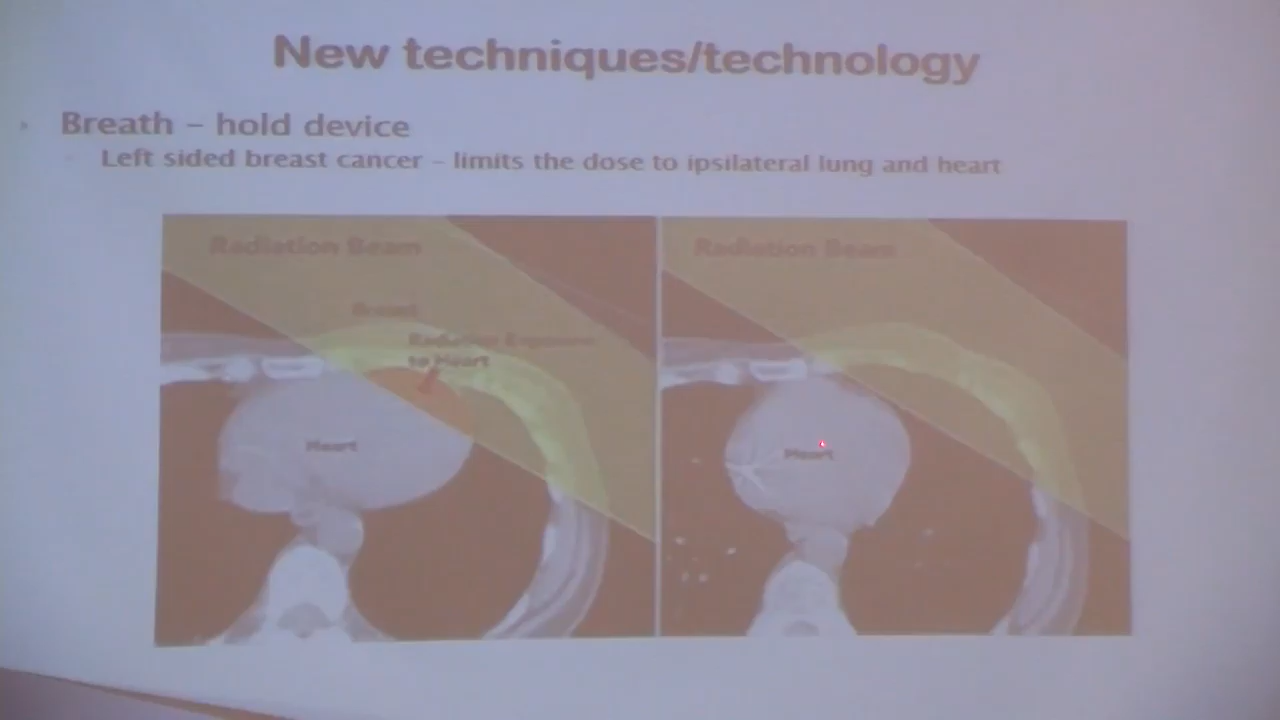 New techniques/technology
Breath – hold device
Left sided breast cancer – limits the dose to ipsilateral lung and heart
Radiation Beam
Breast
Radiation Exposure
to Heart
Heart
Radiation Beam
Heart